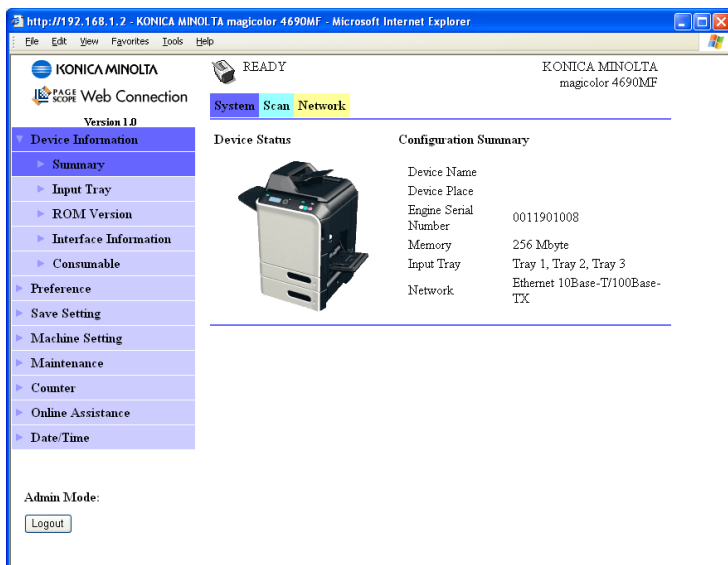 http://192.168.1.2 - KONICA MINOLTA magicolor 4690MF - Microsoft Internet Explorer
File Edit View Favorites Tools Help
KONICA MINOLTA
PAGE SCOPE Web Connection
Version 1.0
READY
KONICA MINOLTA
magicolor 4690MF
System Scan Network
Device Information
Summary
Input Tray
ROM Version
Interface Information
Consumable
Preference
Save Setting
Machine Setting
Maintenance
Counter
Online Assistance
Date/Time
Admin Mode:
Logout
Device Status
Configuration Summary
Device Name
Device Place
Engine Serial
Number
0011901008
Memory 256 Mbyte
Input Tray Tray 1, Tray 2, Tray 3
Network
Ethernet 10Base-T/100Base-
TX